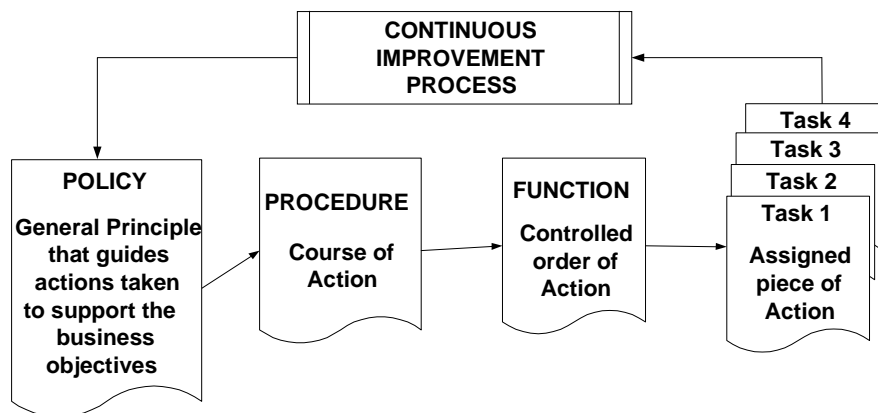 CONTINUOUS
IMPROVEMENT
PROCESS
POLICY
General Principle
that guides
actions taken
to support the
business
objectives
PROCEDURE
Course of
Action
FUNCTION
Controlled
order of
Action
Task 4
Task 3
Task 2
Task 1
Assigned
piece of
Action